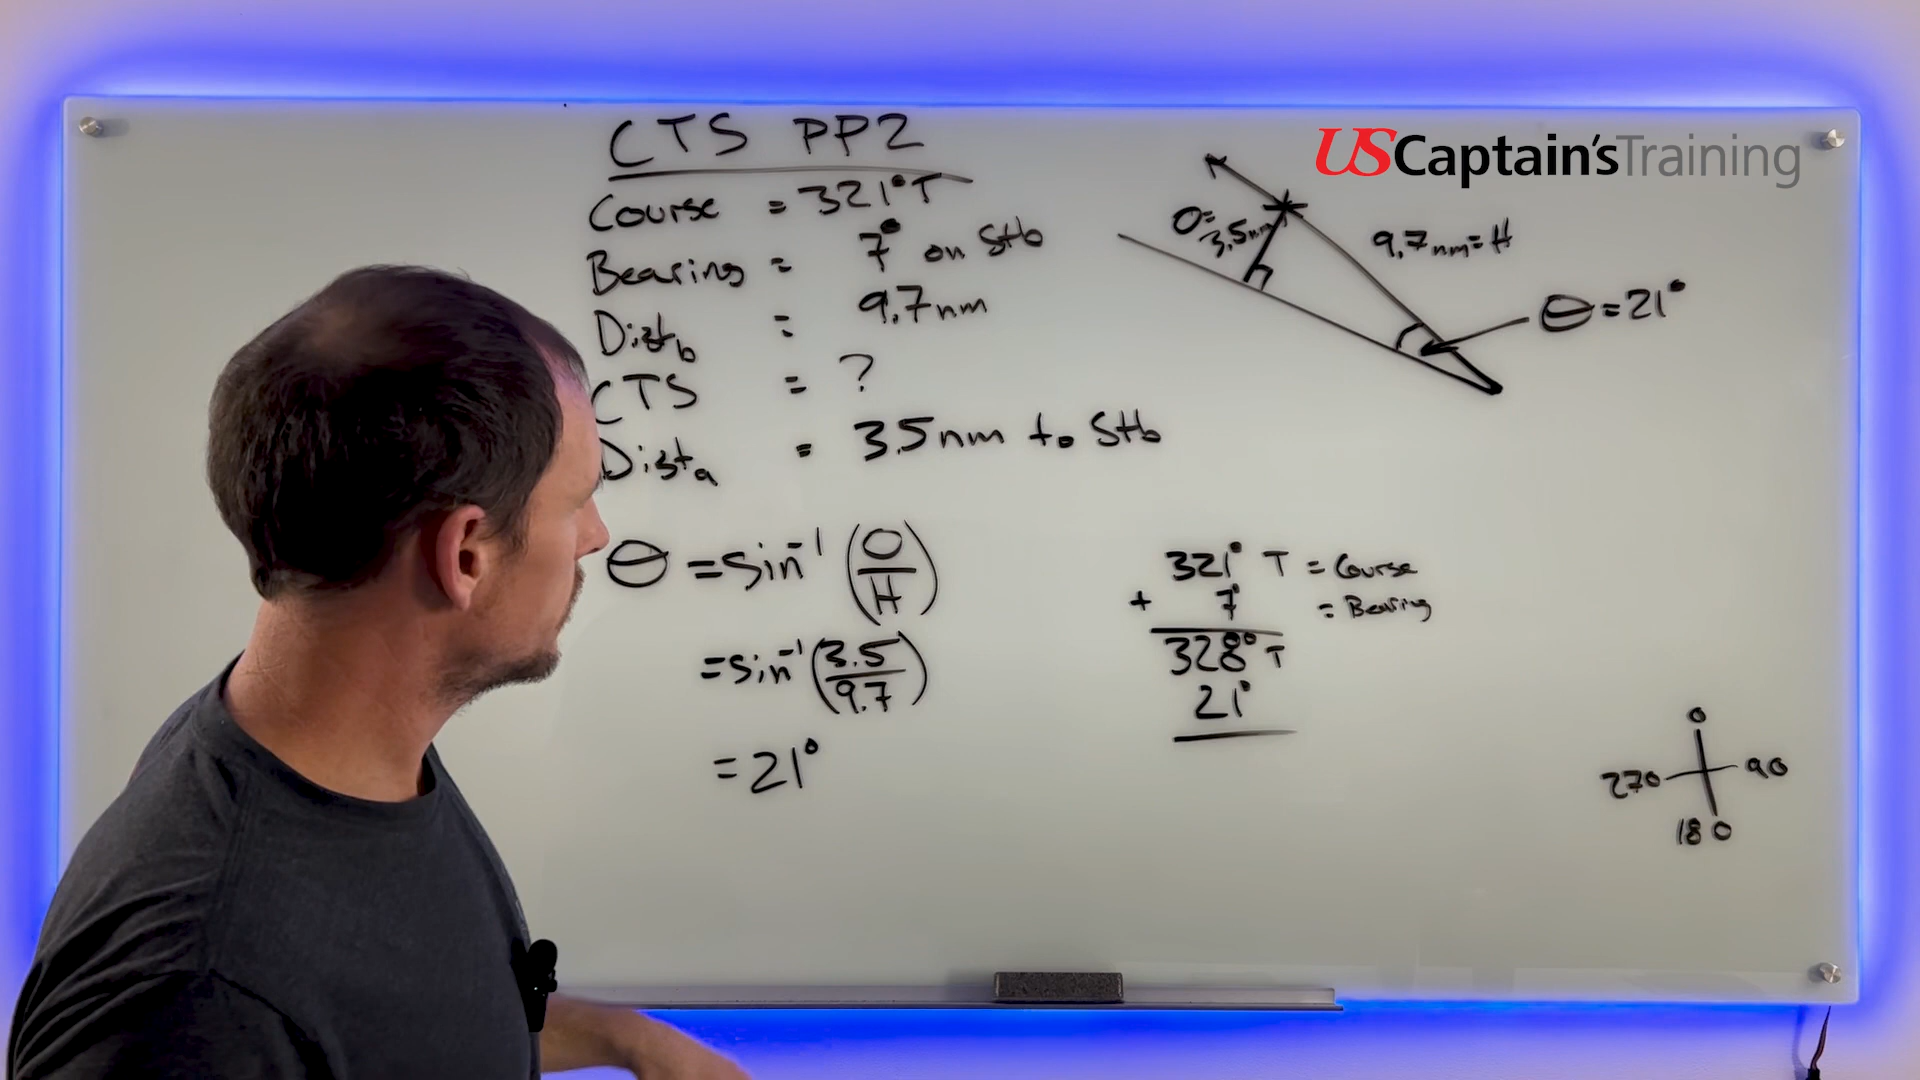 CTS PP2
Course = 321° T
Bearing = 7° on Stb
Dist b = 9.7nm
CTS = ?
Dist a = 3.5nm to Stb
θ = sin⁻¹ (O/H)
= sin⁻¹ (3.5/9.7)
= 21°
USCaptain'sTraining
O= 3.5nm
9.7nm = H
θ = 21°
321° T = Course
+ 7° = Bearing
328° T
21°
0
270 90
180